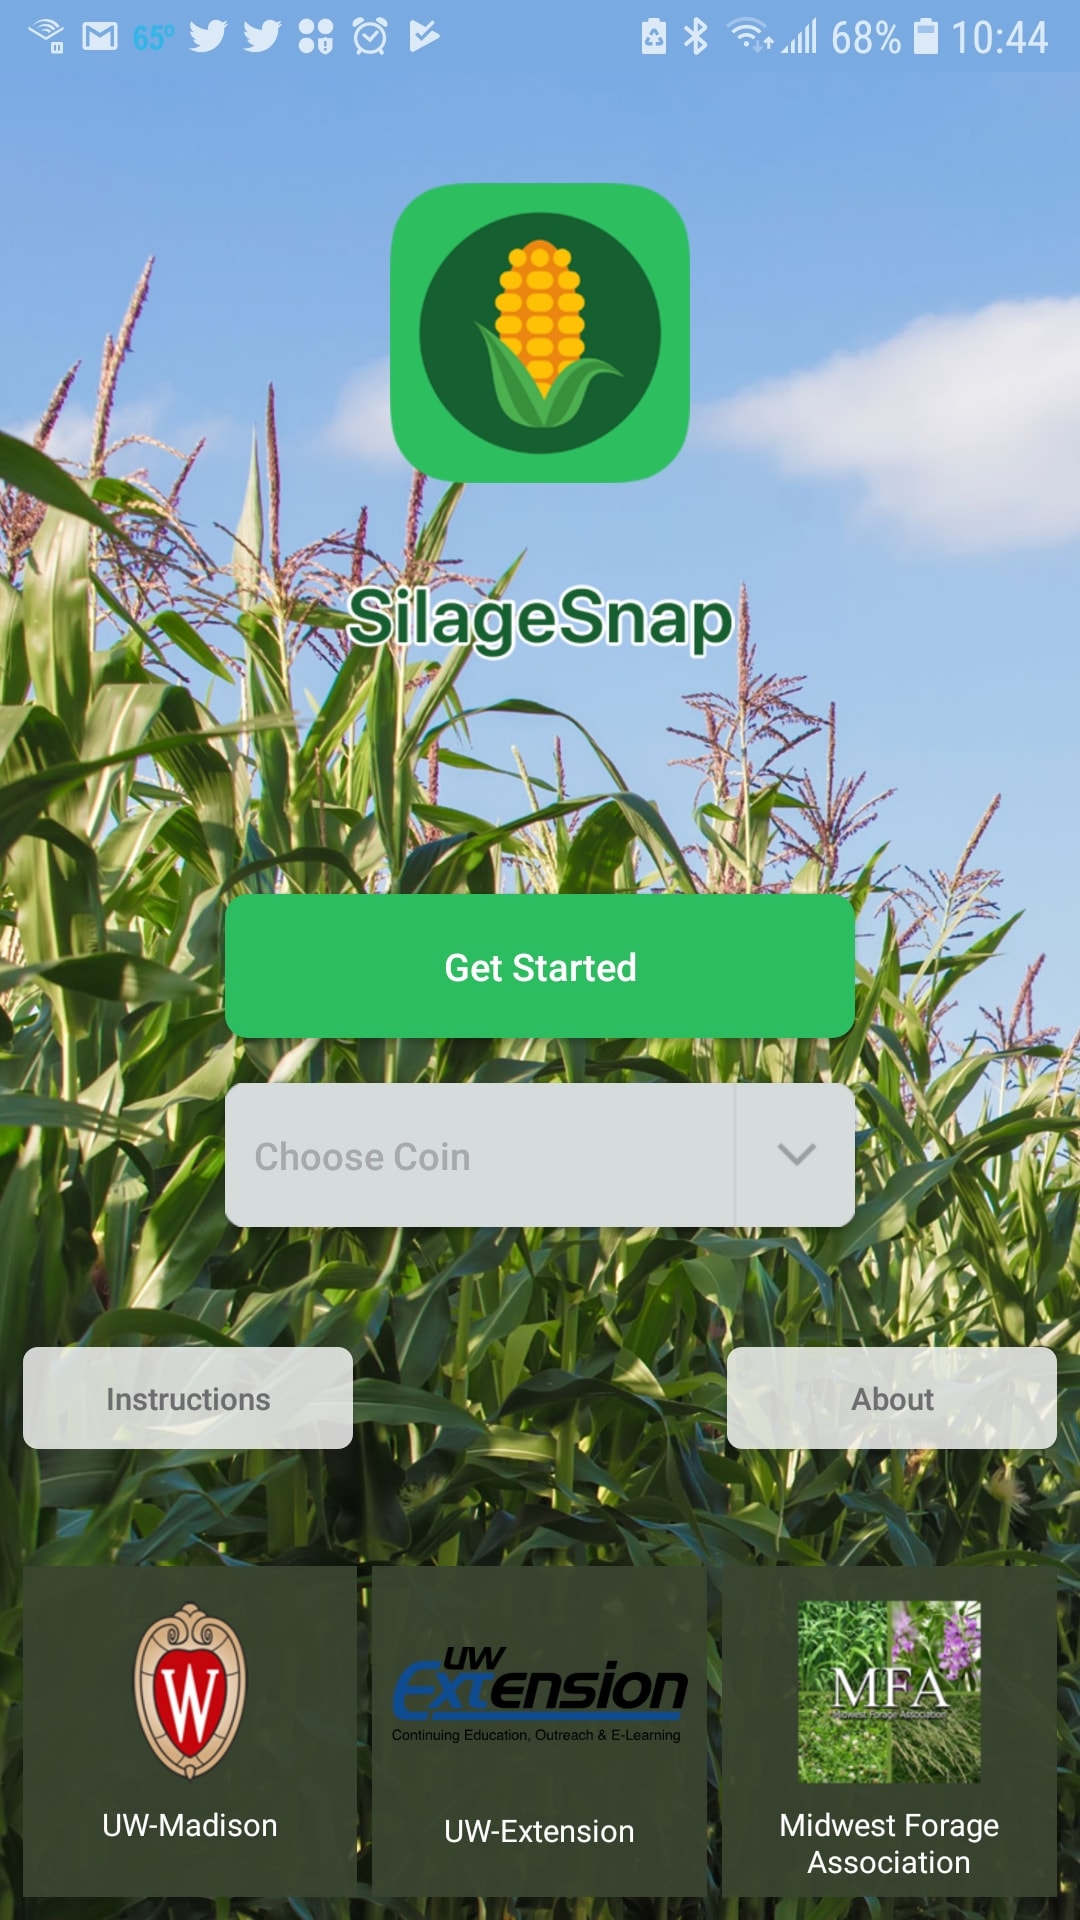 65°
68%
10:44
SilageSnap
Get Started
Choose Coin
Instructions
About
W
UW
Extension
Continuing Education, Outreach & E-Learning
MFA
Midwest Forage Association
UW-Madison
UW-Extension
Midwest Forage
Association